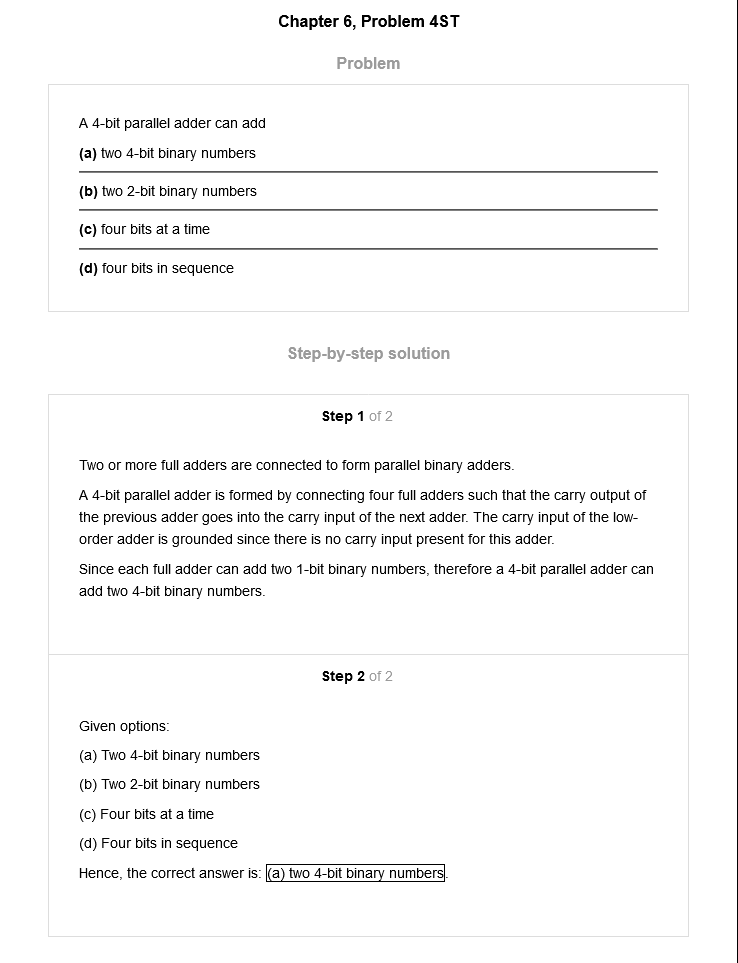 Chapter 6, Problem 4ST
Problem
A 4-bit parallel adder can add
(a) two 4-bit binary numbers
(b) two 2-bit binary numbers
(c) four bits at a time
(d) four bits in sequence
Step-by-step solution
Step 1 of 2
Two or more full adders are connected to form parallel binary adders.
A 4-bit parallel adder is formed by connecting four full adders such that the carry output of
the previous adder goes into the carry input of the next adder. The carry input of the low-
order adder is grounded since there is no carry input present for this adder.
Since each full adder can add two 1-bit binary numbers, therefore a 4-bit parallel adder can
add two 4-bit binary numbers.
Step 2 of 2
Given options:
(a) Two 4-bit binary numbers
(b) Two 2-bit binary numbers
(c) Four bits at a time
(d) Four bits in sequence
Hence, the correct answer is: (a) two 4-bit binary numbers.